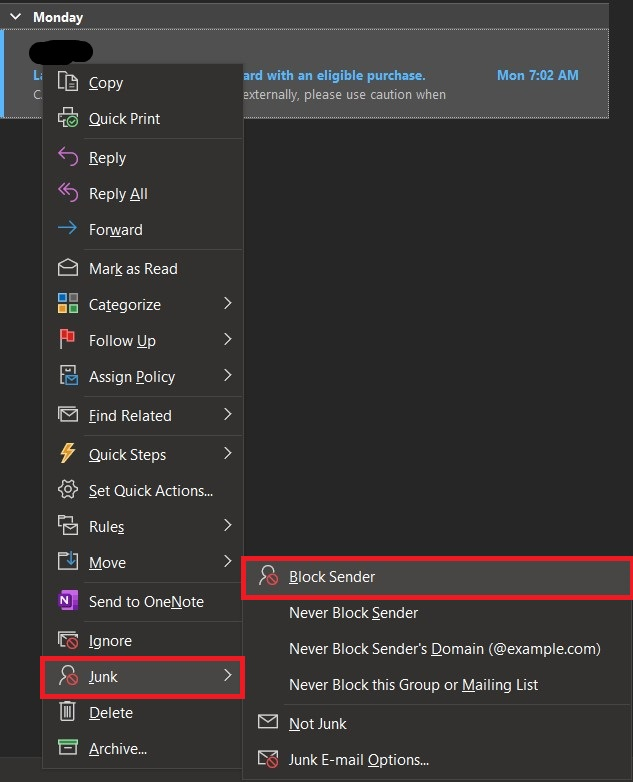 Monday
La ard with an eligible purchase. Mon 7:02 AM
C externally, please use caution when
Copy
Quick Print
Reply
Reply All
Forward
Mark as Read
Categorize
Follow Up
Assign Policy
Find Related
Quick Steps
Set Quick Actions...
Rules
Move
Send to OneNote
Ignore
Junk
Delete
Archive...
Block Sender
Never Block Sender
Never Block Sender's Domain (@example.com)
Never Block this Group or Mailing List
Not Junk
Junk E-mail Options...